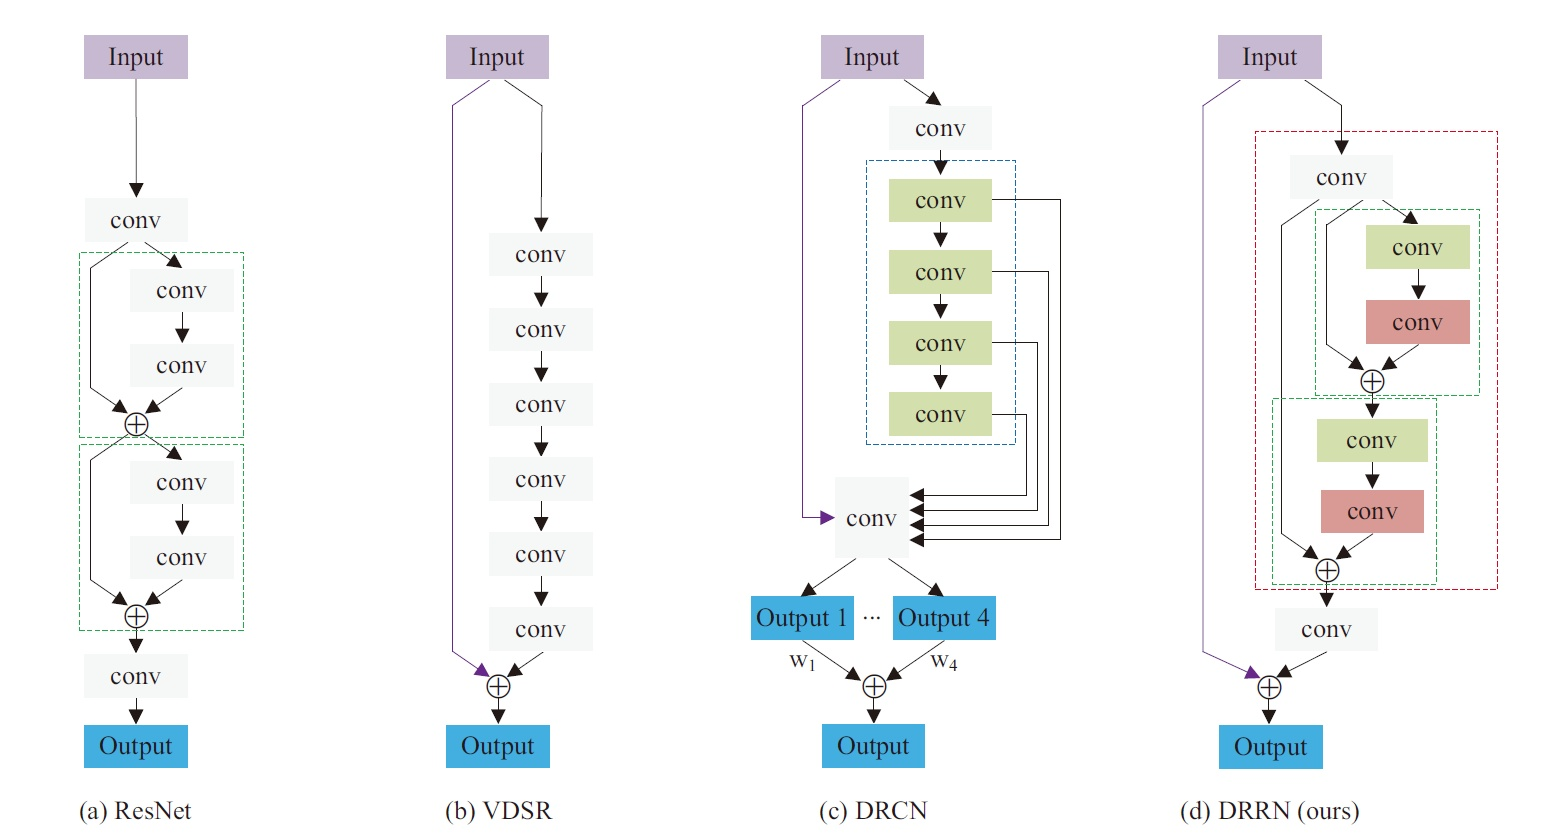 Input
conv
conv
conv
conv
conv
conv
Output
(a) ResNet
Input
conv
conv
conv
conv
conv
conv
Output
(b) VDSR
Input
conv
conv
conv
conv
conv
conv
Output 1 ... Output 4
w1 w4
Output
(c) DRCN
Input
conv
conv
conv
conv
conv
conv
Output
(d) DRRN (ours)